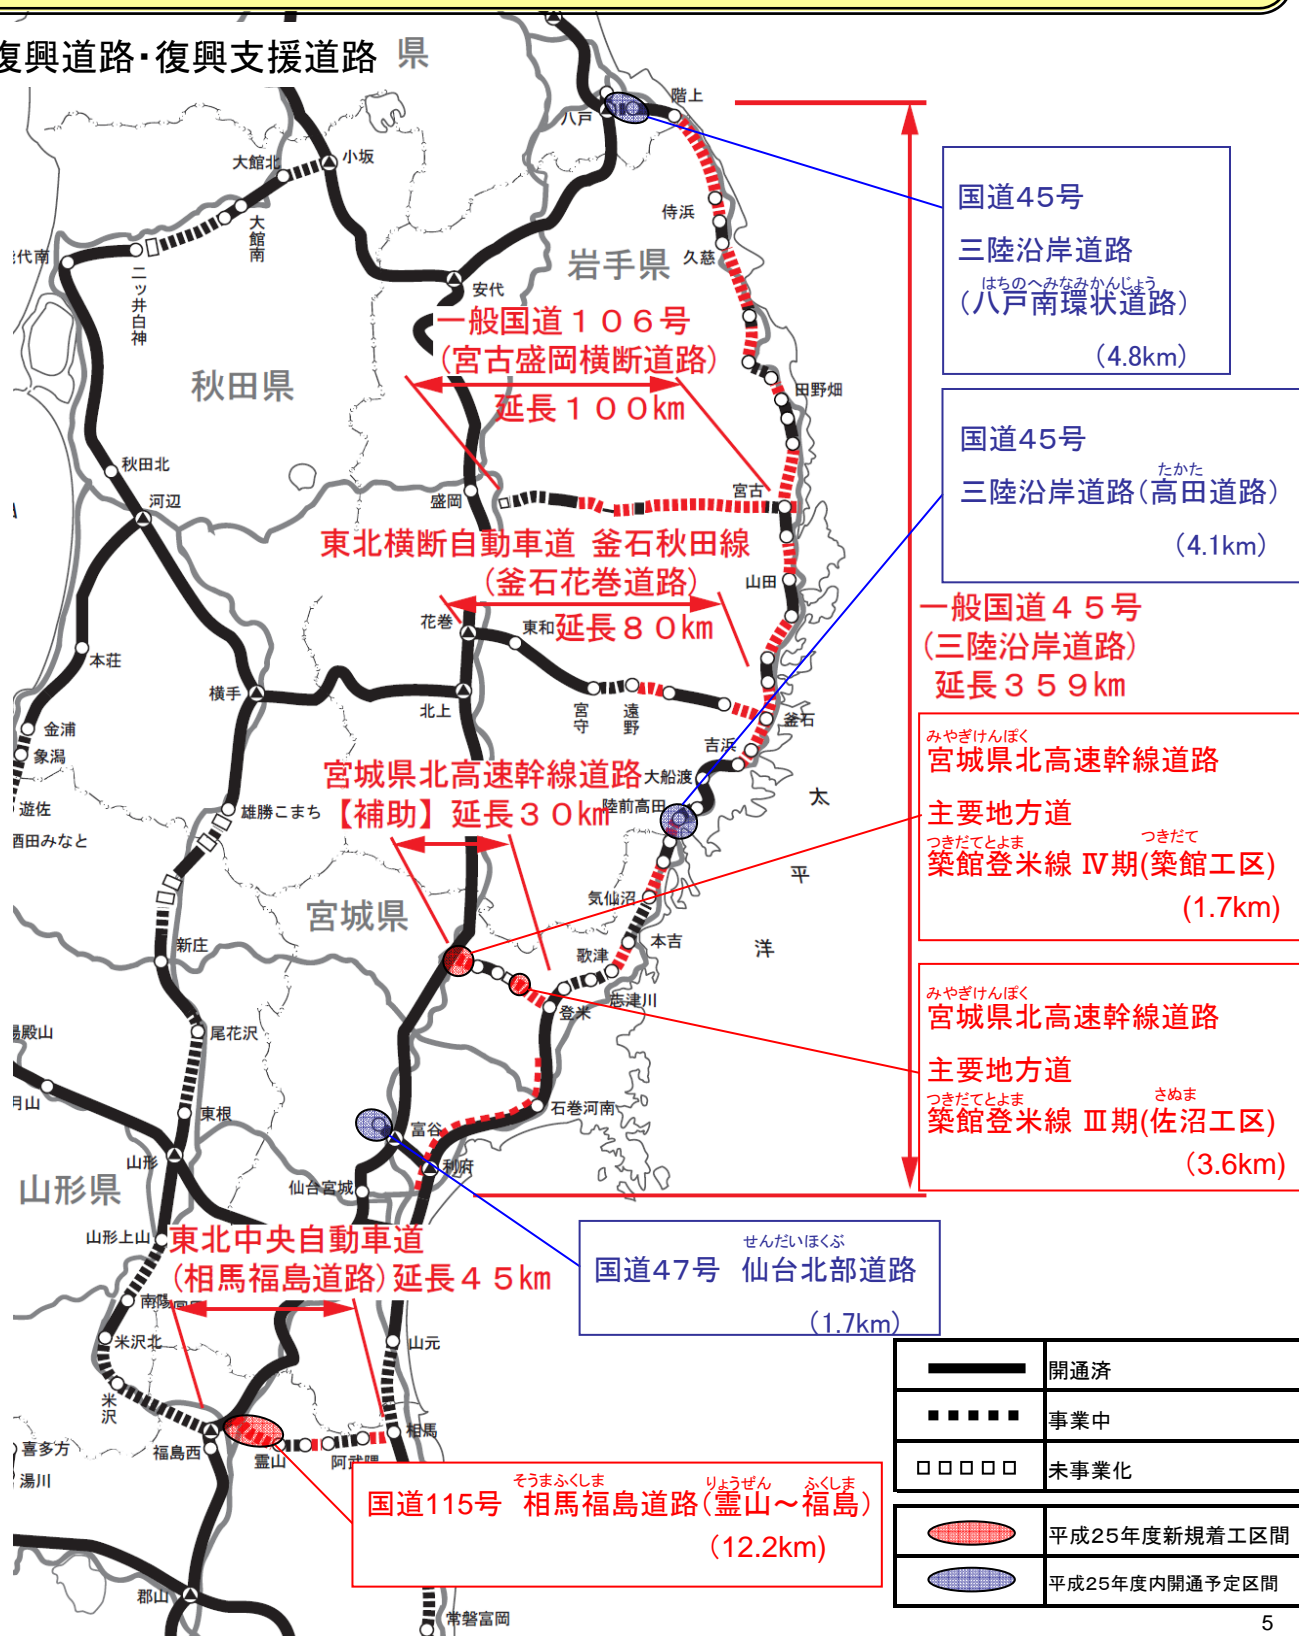 復興道路・復興支援道路
県
八戸
階上
大館北
小坂
大館南
侍浜
岩手県
久慈
代南
二ッ井白神
安代
一般国道１０６号
(宮古盛岡横断道路)
延長１００km
秋田県
田野畑
秋田北
河辺
盛岡
宮古
東北横断自動車道 釜石秋田線
(釜石花巻道路)
延長８０km
山田
花巻
東和
本荘
横手
北上
宮守
遠野
釜石
金浦
象潟
吉浜
大船渡
宮城県北高速幹線道路
【補助】延長３０km
陸前高田
遊佐
酒田みなと
雄勝こまち
太
平
洋
気仙沼
宮城県
新庄
本吉
歌津
志津川
登米
湯殿山
尾花沢
月山
東根
石巻河南
富谷
利府
山形
山形県
仙台宮城
山形上山
東北中央自動車道
(相馬福島道路)延長４５km
南陽高畠
米沢北
山元
米沢
福島西
霊山
阿武隈
相馬
喜多方
湯川
郡山
常磐富岡
国道45号
三陸沿岸道路
はちのへみなみかんじょう
(八戸南環状道路)
(4.8km)
国道45号
たかた
三陸沿岸道路(高田道路)
(4.1km)
一般国道４５号
(三陸沿岸道路)
延長３５９km
みやぎけんぽく
宮城県北高速幹線道路
主要地方道
つきだてとよま つきだて
築館登米線 Ⅳ期(築館工区)
(1.7km)
みやぎけんぽく
宮城県北高速幹線道路
主要地方道
つきだてとよま さぬま
築館登米線 Ⅲ期(佐沼工区)
(3.6km)
せんだいほくぶ
国道47号 仙台北部道路
(1.7km)
そうまふくしま りょうぜん ふくしま
国道115号 相馬福島道路(霊山～福島)
(12.2km)
開通済
事業中
未事業化
平成25年度新規着工区間
平成25年度内開通予定区間
5